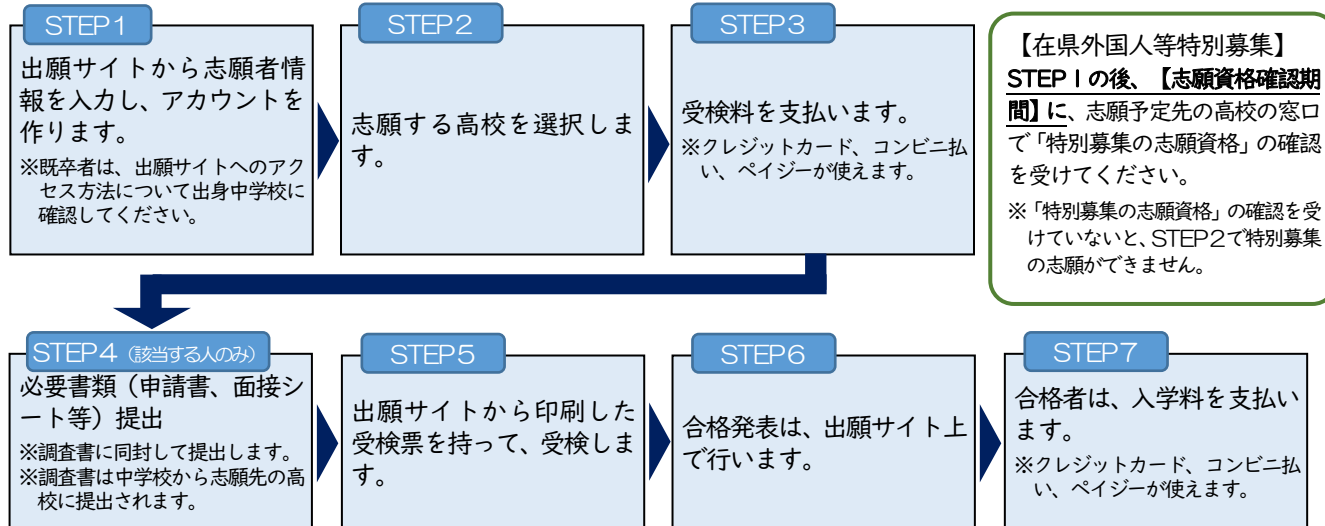 STEP1
出願サイトから志願者情
報を入力し、アカウントを
作ります。
※既卒者は、出願サイトへのアク
セス方法について出身中学校に
確認してください。
STEP2
志願する高校を選択しま
す。
STEP3
受検料を支払います。
※クレジットカード、コンビニ払
い、ペイジーが使えます。
【在県外国人等特別募集】
STEP1の後、【志願資格確認期
間】に、志願予定先の高校の窓口
で「特別募集の志願資格」の確認
を受けてください。
※「特別募集の志願資格」の確認を受
けていないと、STEP2で特別募集
の志願ができません。
STEP4（該当する人のみ）
必要書類（申請書、面接シ
ート等）提出
※調査書に同封して提出します。
※調査書は中学校から志願先の高
校に提出されます。
STEP5
出願サイトから印刷した
受検票を持って、受検しま
す。
STEP6
合格発表は、出願サイト上
で行います。
STEP7
合格者は、入学料を支払い
ます。
※クレジットカード、コンビニ払
い、ペイジーが使えます。